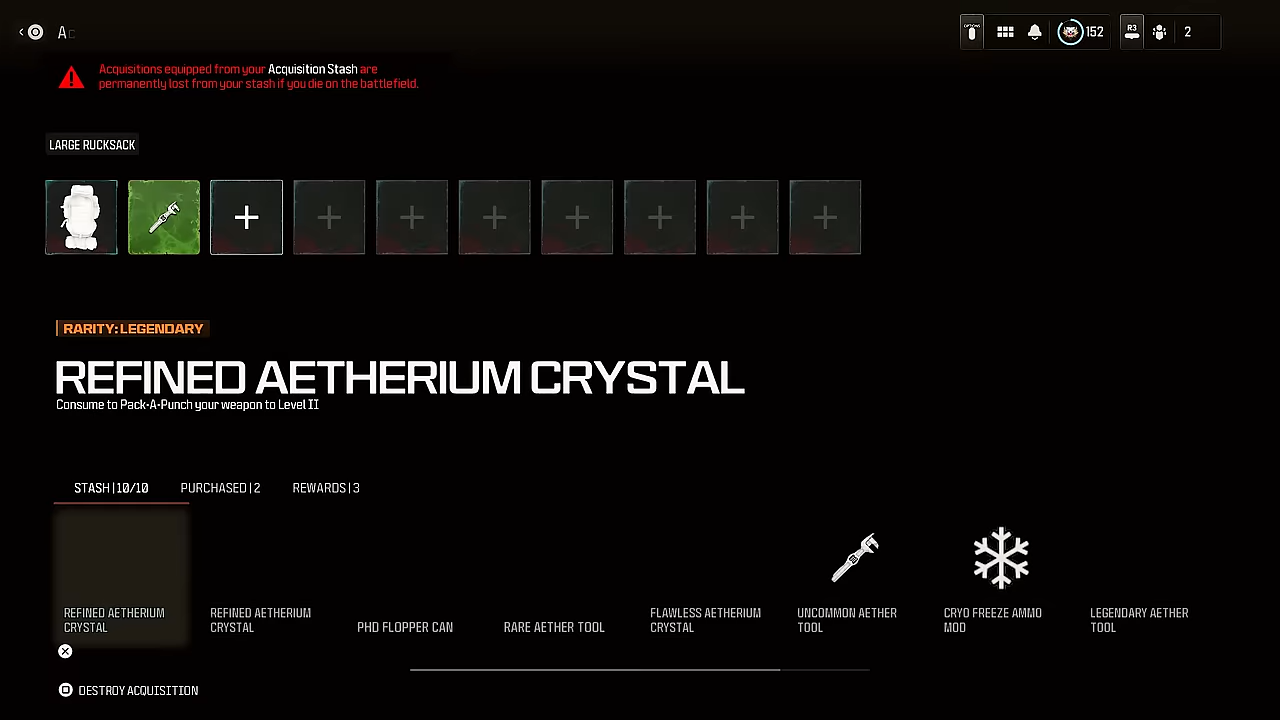 A
OPTIONS
152
R3
2
Acquisitions equipped from your Acquisition Stash are
permanently lost from your stash if you die on the battlefield.
LARGE RUCKSACK
RARITY: LEGENDARY
REFINED AETHERIUM CRYSTAL
Consume to Pack-A-Punch your weapon to Level II
STASH | 10/10 PURCHASED | 2 REWARDS | 3
REFINED AETHERIUM
CRYSTAL
REFINED AETHERIUM
CRYSTAL
PHD FLOPPER CAN
RARE AETHER TOOL
FLAWLESS AETHERIUM
CRYSTAL
UNCOMMON AETHER
TOOL
CRYO FREEZE AMMO
MOD
LEGENDARY AETHER
TOOL
DESTROY ACQUISITION